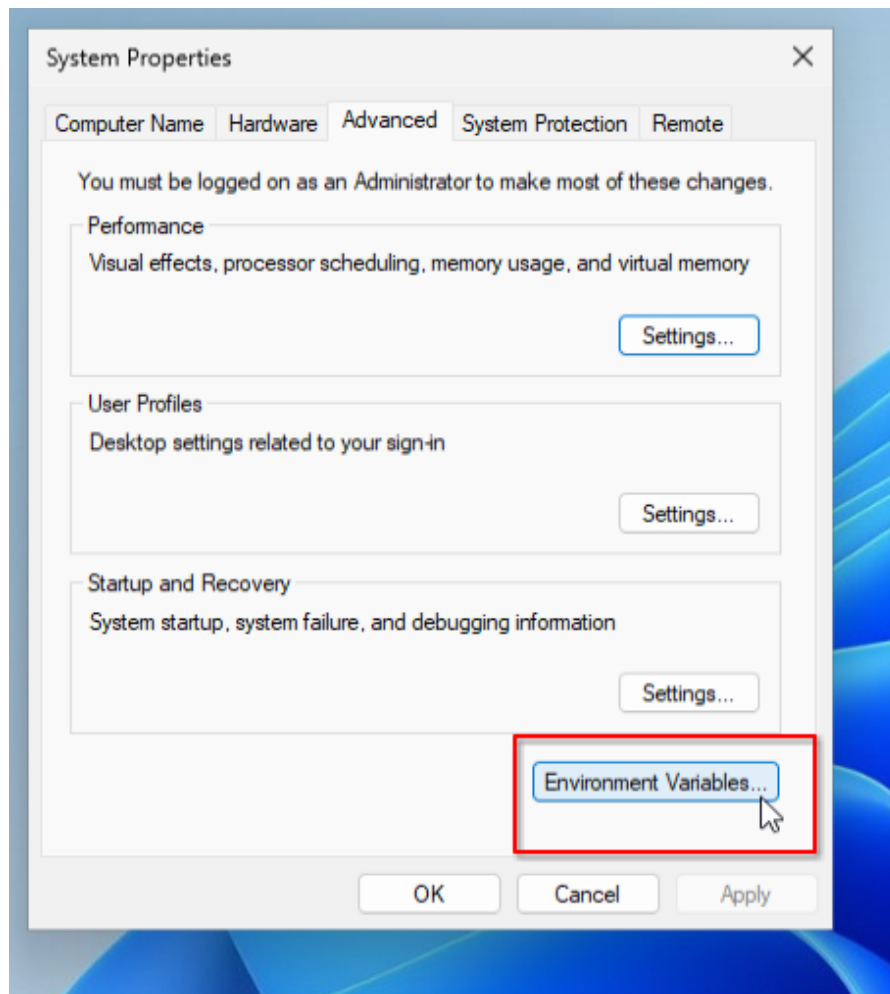 System Properties
Computer Name Hardware Advanced System Protection Remote
You must be logged on as an Administrator to make most of these changes.
Performance
Visual effects, processor scheduling, memory usage, and virtual memory
Settings...
User Profiles
Desktop settings related to your sign-in
Settings...
Startup and Recovery
System startup, system failure, and debugging information
Settings...
Environment Variables...
OK Cancel Apply